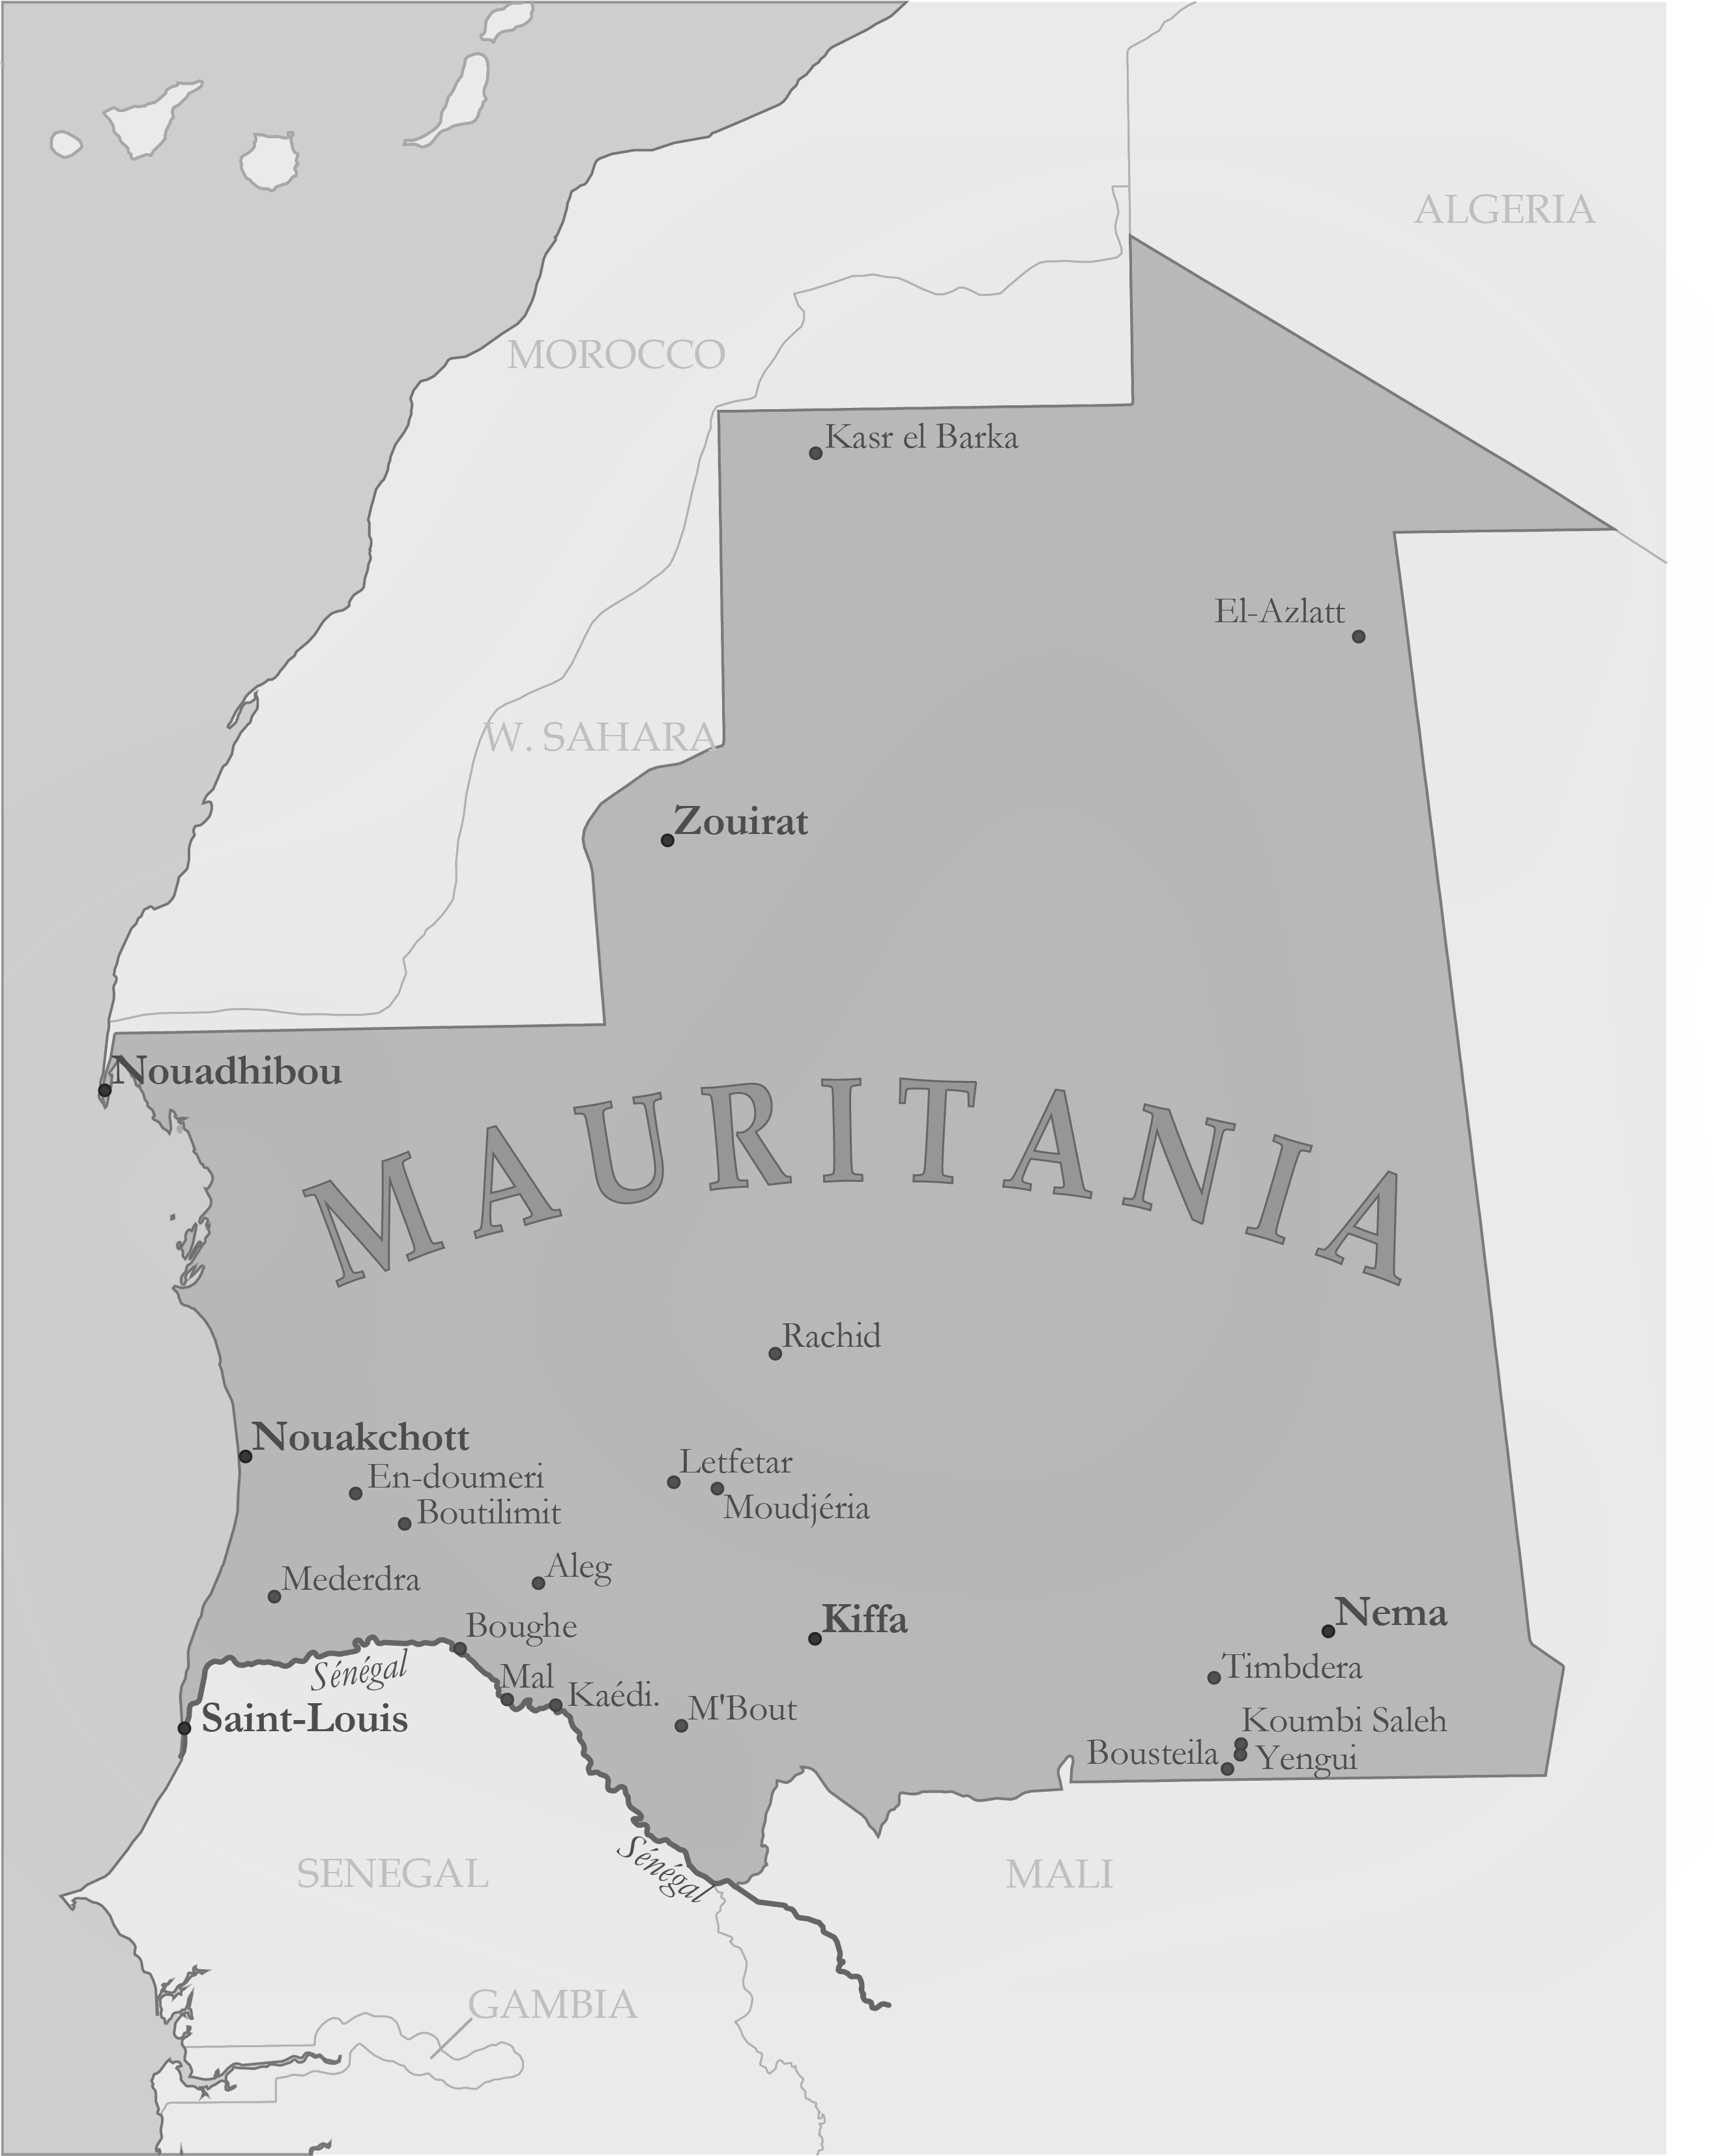 ALGERIA
MOROCCO
Kasr el Barka
El-Azlatt
W. SAHARA
Zouirat
Nouadhibou
MAURITANIA
Rachid
Nouakchott
Letfetar
En-doumeri
Moudjéria
Boutilimit
Aleg
Mederdra
Nema
Kiffa
Boughe
Timbdera
Sénégal
Mal
Kaédi.
M'Bout
Saint-Louis
Koumbi Saleh
Bousteila
Yengui
Sénégal
SENEGAL
MALI
GAMBIA